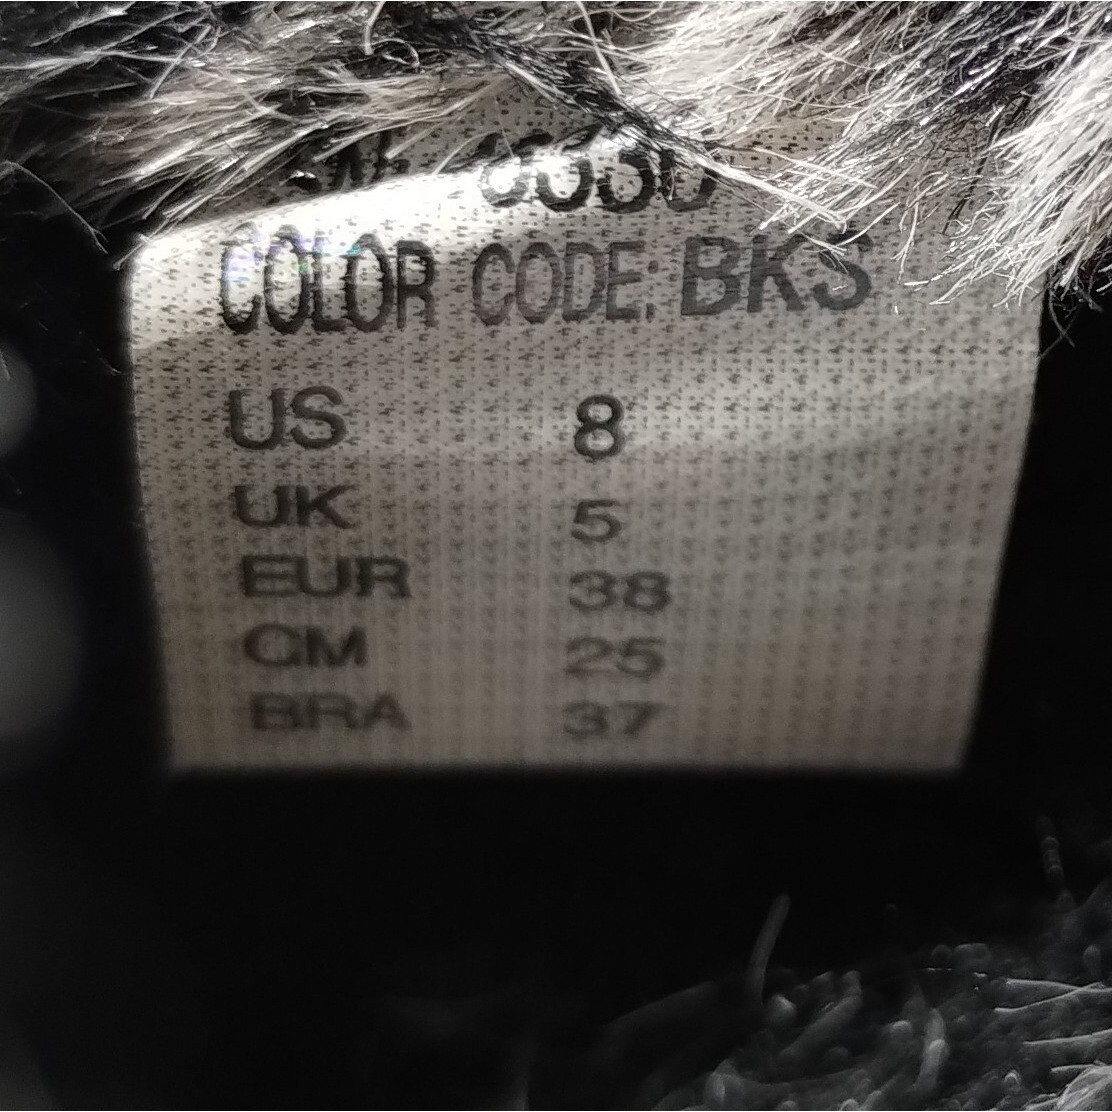 COLOR CODE: BKS
US 8
UK 5
EUR 38
CM 25
BRA 37